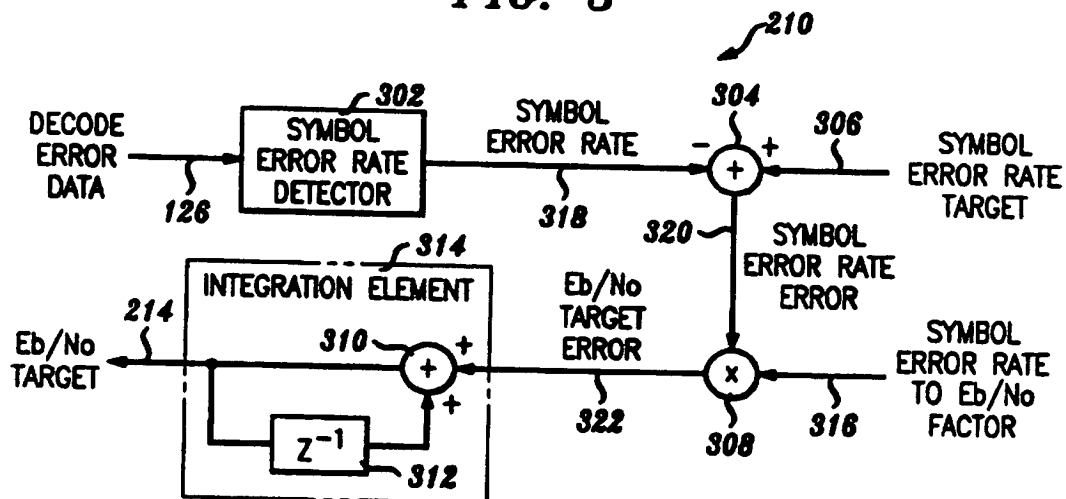 210
302
304
DECODE
ERROR
DATA
SYMBOL
ERROR RATE
DETECTOR
SYMBOL
ERROR RATE
−
+
+
306
SYMBOL
ERROR RATE
TARGET
126
318
320
SYMBOL
ERROR RATE
ERROR
314
INTEGRATION ELEMENT
214
Eb/No
TARGET
310
+
+
+
Eb/No
TARGET
ERROR
322
x
308
316
SYMBOL
ERROR RATE
TO Eb/No
FACTOR
Z⁻¹
312